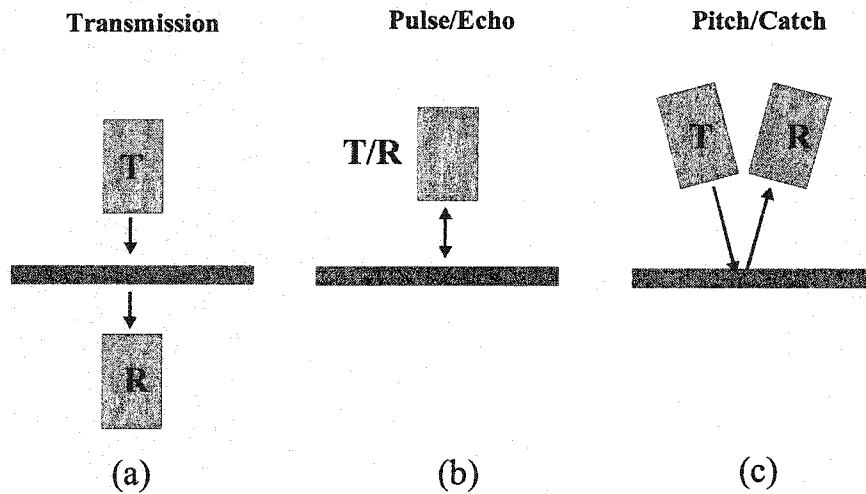 Transmission
Pulse/Echo
Pitch/Catch
T
R
T/R
T
R
(a)
(b)
(c)